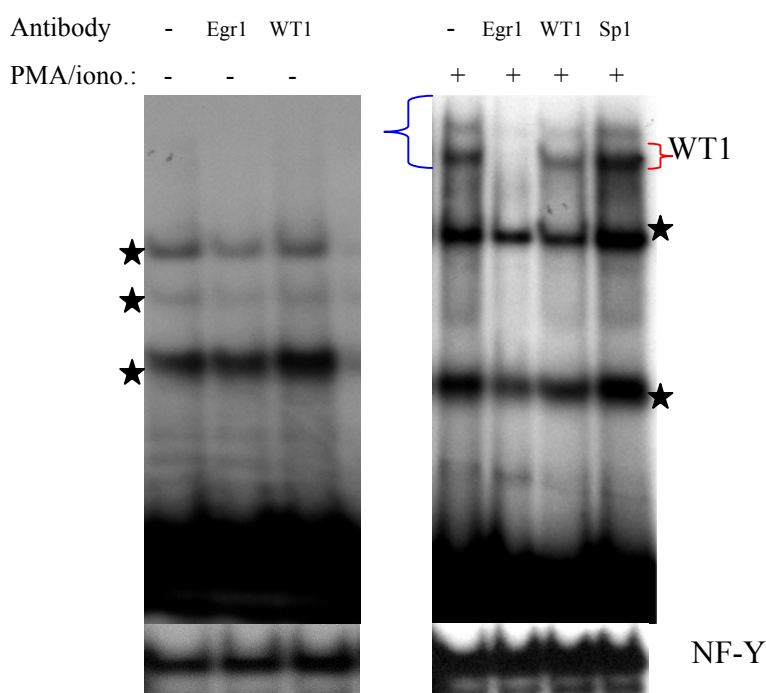 Antibody - Egr1 WT1 - Egr1 WT1 Sp1
PMA/iono.: - - - + + + +
WT1
NF-Y